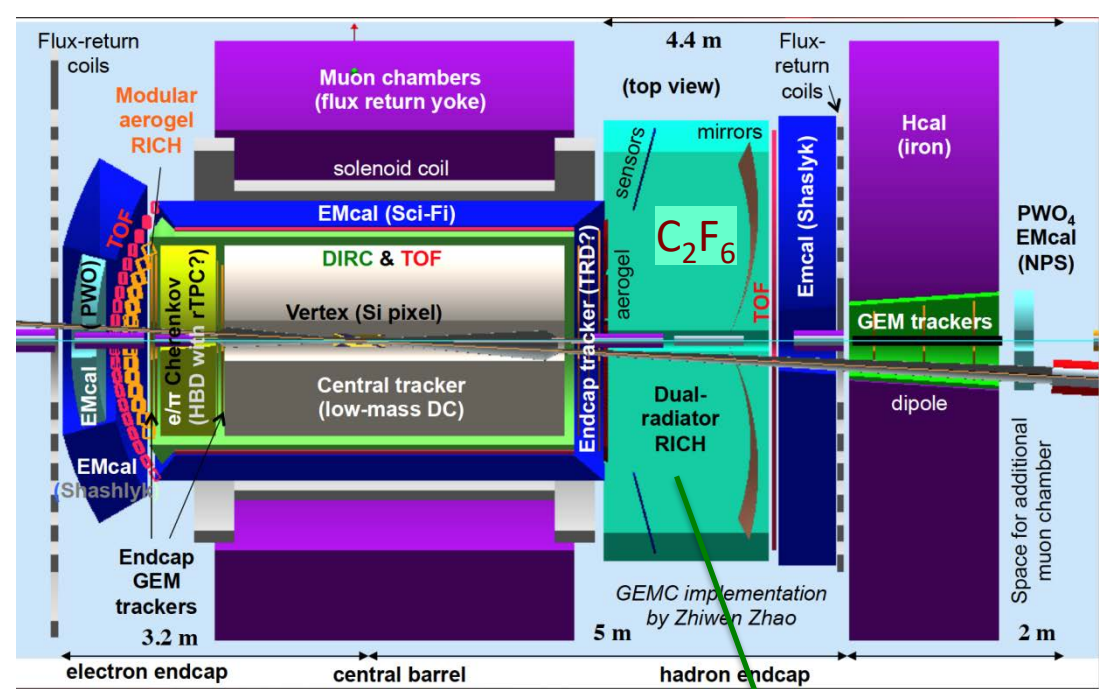 Flux-return
coils
Modular
aerogel
RICH
Muon chambers
(flux return yoke)
solenoid coil
4.4 m
(top view)
Flux-
return
coils
sensors
mirrors
Hcal
(iron)
TOF
EMcal (Sci-Fi)
C₂F₆
Emcal (Shaslyk)
PWO₄
EMcal
(NPS)
( PWO)
EMcal
e/π Cherenkov
(HBD with rTPC?)
DIRC & TOF
Vertex (Si pixel)
Central tracker
(low-mass DC)
Endcap tracker (TRD?)
aerogel
TOF
GEM trackers
Dual-
radiator
RICH
dipole
EMcal
(Shashlyk)
Endcap
GEM
trackers
GEMC implementation
by Zhiwen Zhao
Space for additional
muon chamber
3.2 m
5 m
2 m
electron endcap
central barrel
hadron endcap